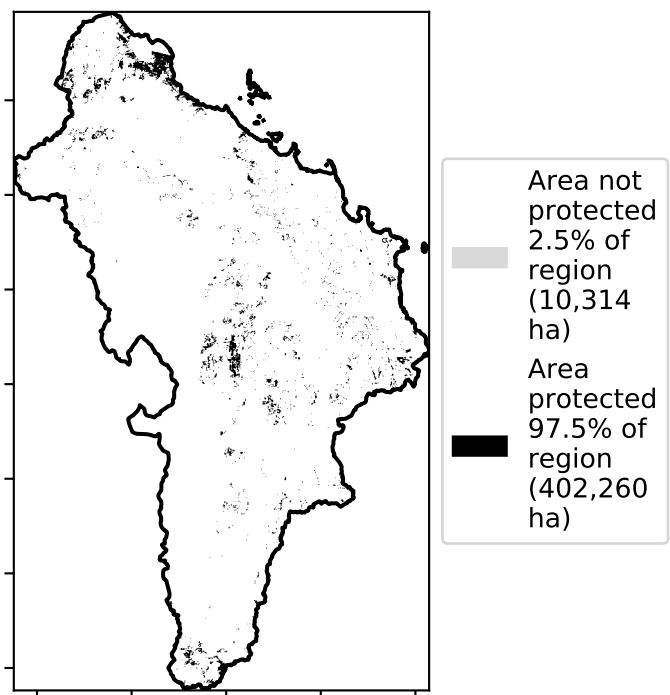 Area not
protected
2.5% of
region
(10,314
ha)
Area
protected
97.5% of
region
(402,260
ha)